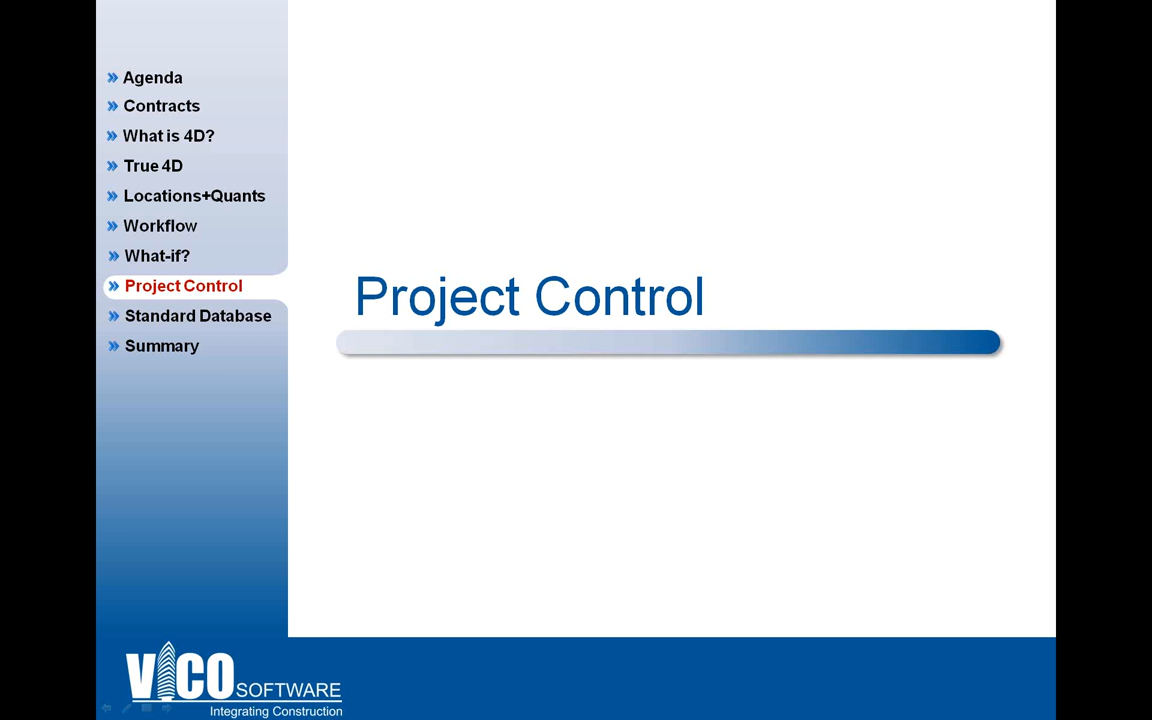 Agenda
Contracts
What is 4D?
True 4D
Locations+Quants
Workflow
What-if?
Project Control
Standard Database
Summary
Project Control
VICO SOFTWARE
Integrating Construction